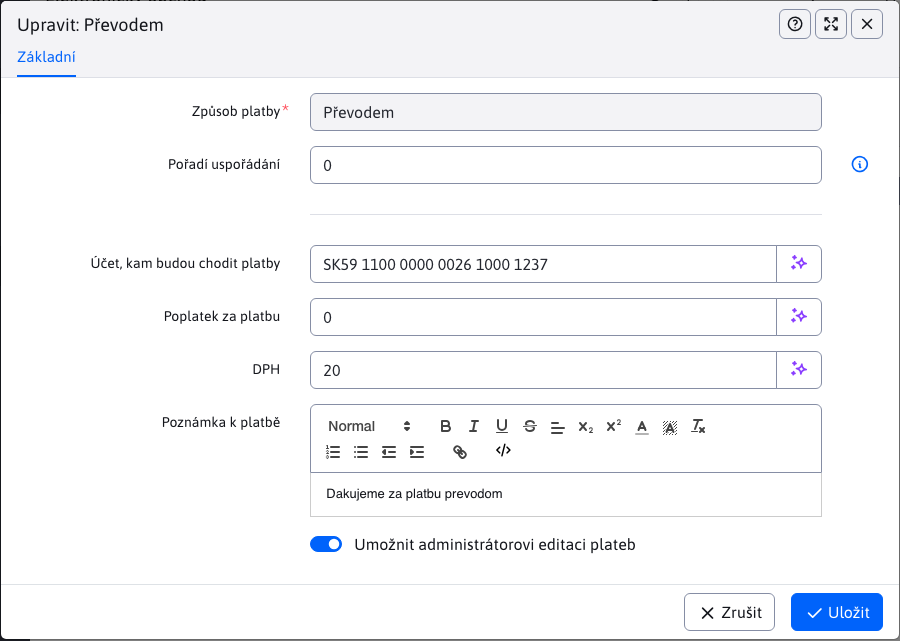 Upravit: Převodem
Základní
Způsob platby*
Převodem
Pořadí uspořádání
0
Účet, kam budou chodit platby
SK59 1100 0000 0026 1000 1237
Poplatek za platbu
0
DPH
20
Poznámka k platbě
Normal
Dakujeme za platbu prevodom
Umožnit administrátorovi editaci plateb
Zrušit
Uložit